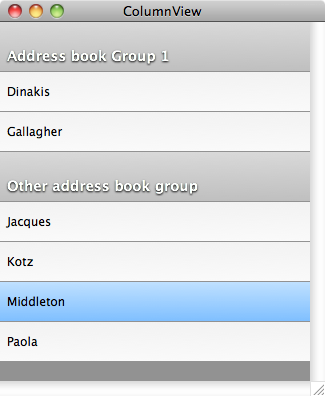 ColumnView
Address book Group 1
Dinakis
Gallagher
Other address book group
Jacques
Kotz
Middleton
Paola